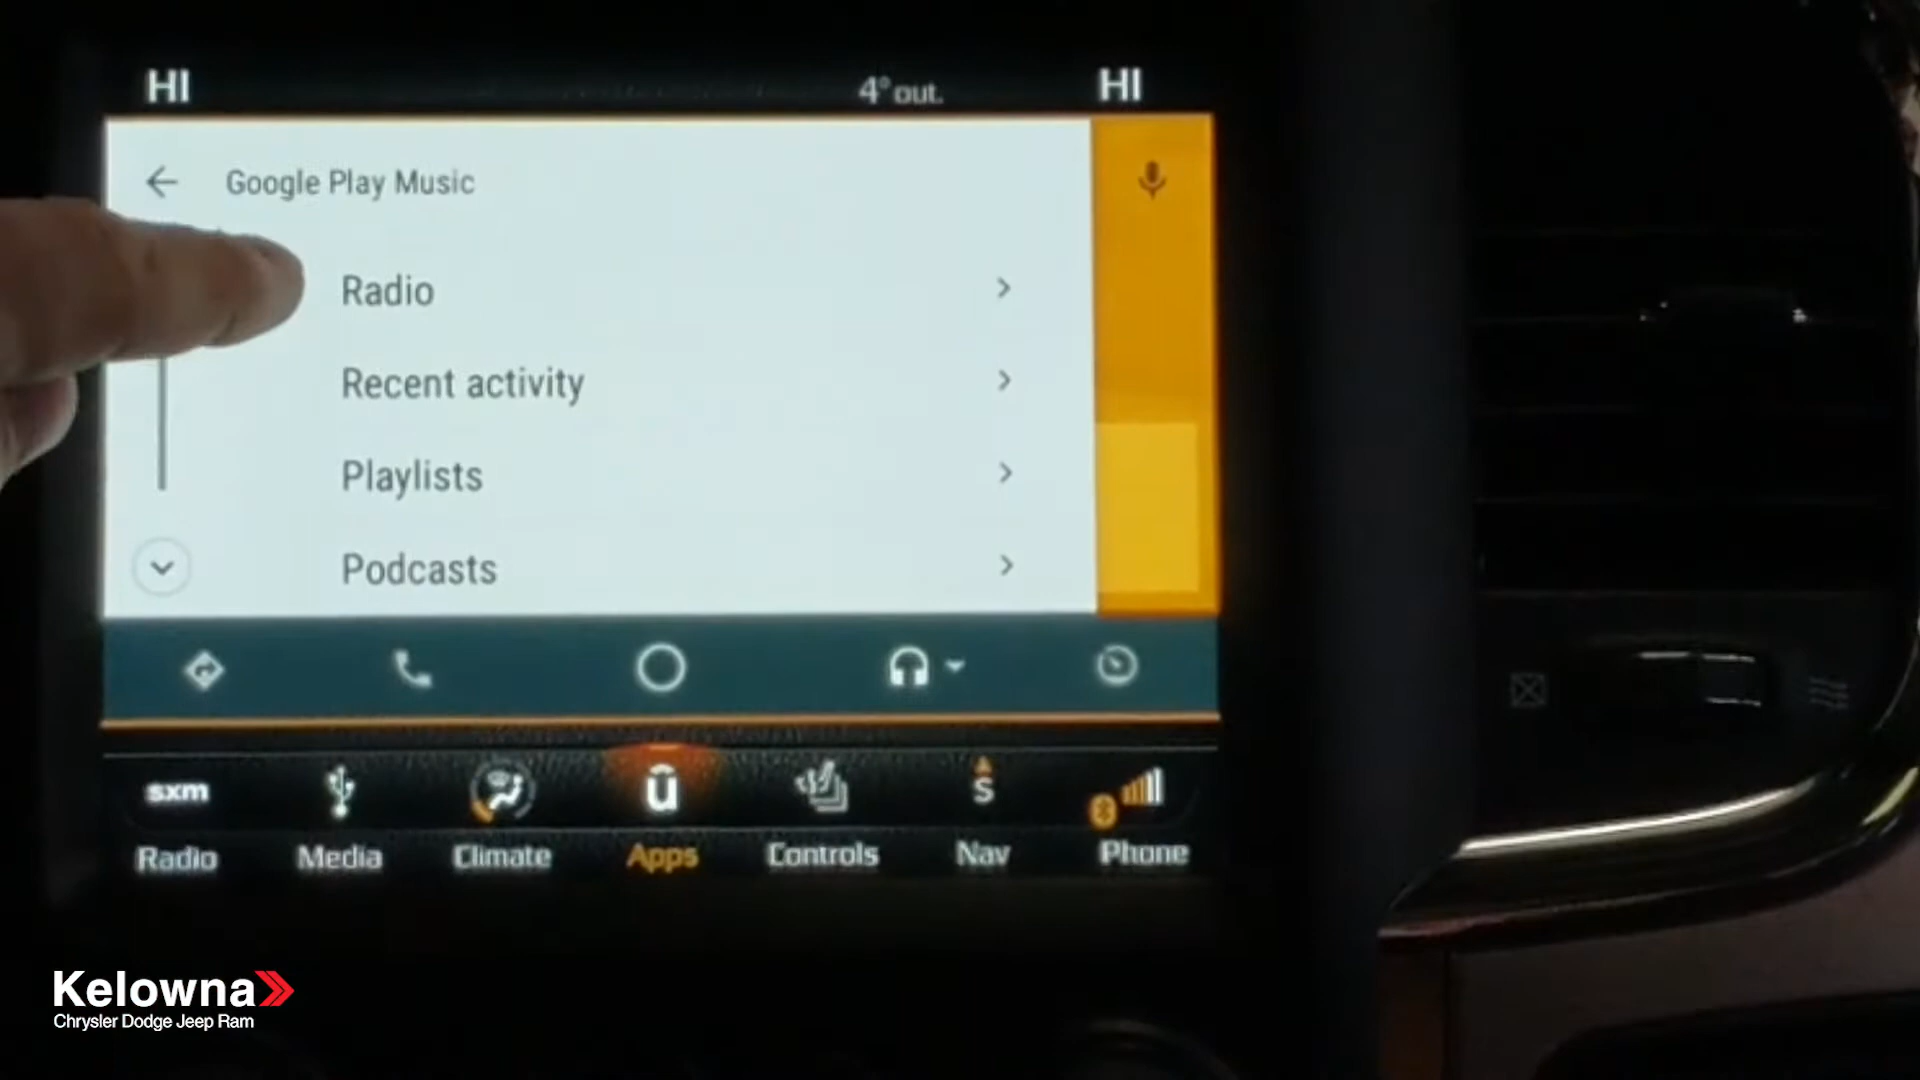 HI 4° out. HI
Google Play Music
Radio
Recent activity
Playlists
Podcasts
sxm û S
Radio Media Climate Apps Controls Nav Phone
Kelowna
Chrysler Dodge Jeep Ram